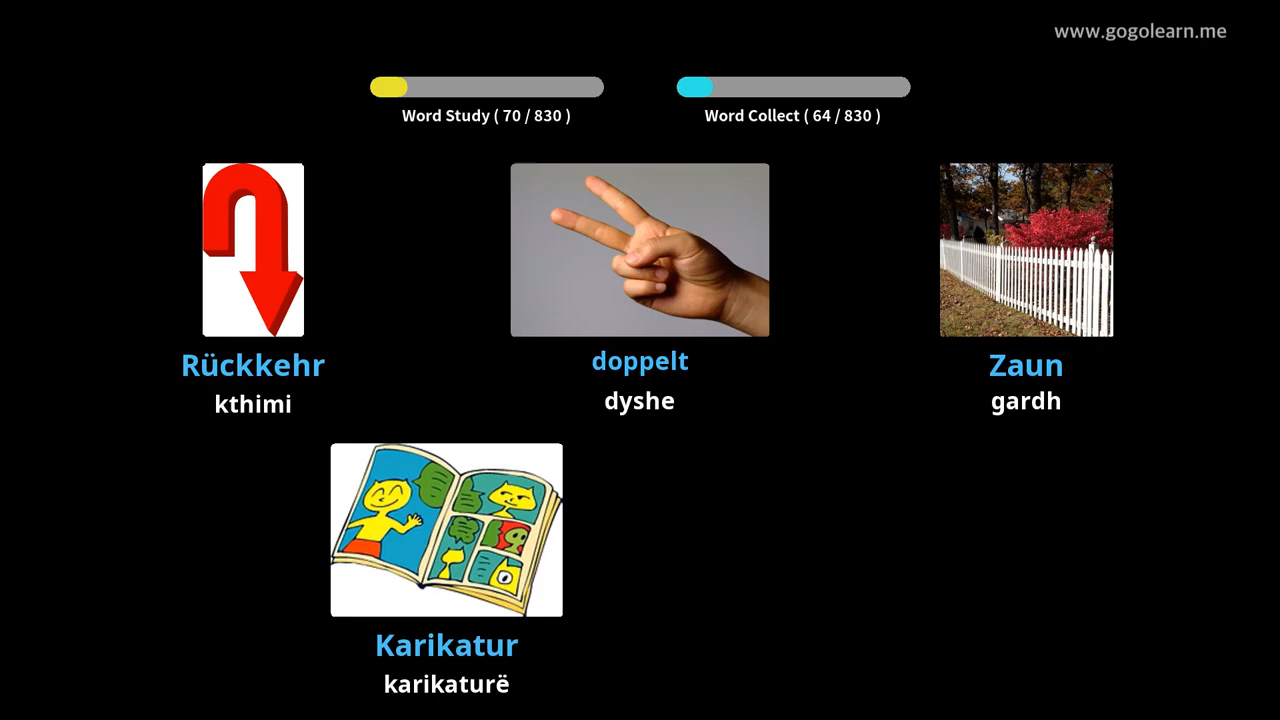 www.gogolearn.me
Word Study ( 70 / 830 )
Word Collect ( 64 / 830 )
Rückkehr
kthimi
doppelt
dyshe
Zaun
gardh
Karikatur
karikaturë